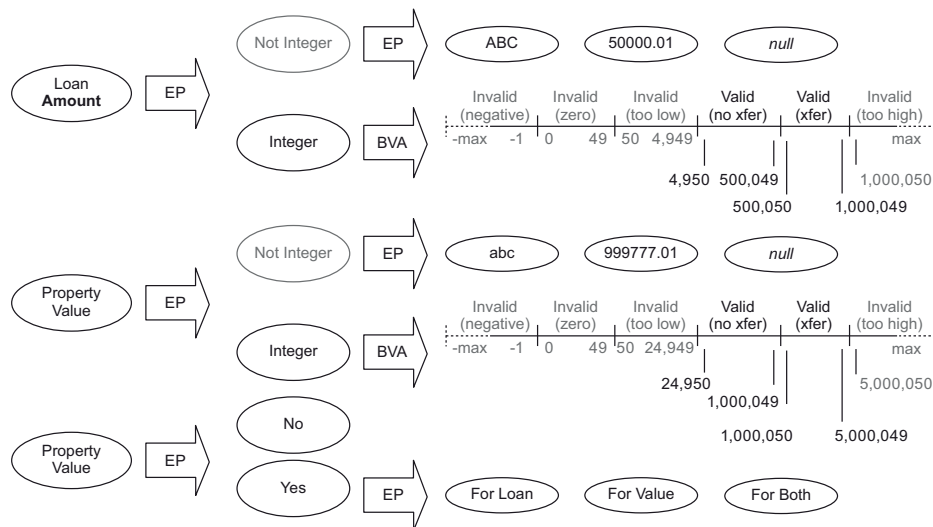 Not Integer
EP
ABC
50000.01
null
Loan
Amount
EP
Integer
BVA
Invalid
(negative)
Invalid
(zero)
Invalid
(too low)
Valid
(no xfer)
Valid
(xfer)
Invalid
(too high)
-max -1 0 49 50 4,949 max
4,950 500,049 1,000,050
500,050 1,000,049
Not Integer
EP
abc
999777.01
null
Property
Value
EP
Integer
BVA
Invalid
(negative)
Invalid
(zero)
Invalid
(too low)
Valid
(no xfer)
Valid
(xfer)
Invalid
(too high)
-max -1 0 49 50 24,949 max
24,950 5,000,050
1,000,049
1,000,050 5,000,049
No
Property
Value
EP
Yes
EP
For Loan
For Value
For Both